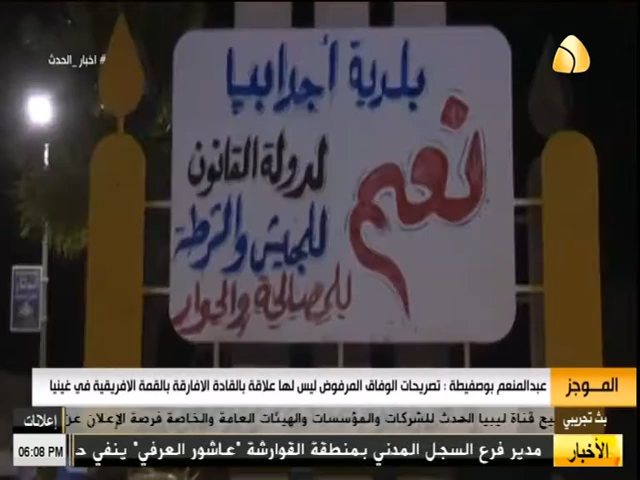 # اخبار_الحدث
بلدية أجدابيا
نعم
لدولة القانون
للجيش والشرطة
للمصالحة والحوار
الموجز
عبدالمنعم بوصفيطة : تصريحات الوفاق المرفوض ليس لها علاقة بالقادة الافارقة بالقمة الافريقية في غينيا
بث تجريبي
يع قناة ليبيا الحدث للشركات والمؤسسات والهيئات العامة والخاصة فرصة الإعلان عن
إعلانات
الأخبار
مدير فرع السجل المدني بمنطقة القوارشة "عاشور العرفي" ينفي
06:08 PM